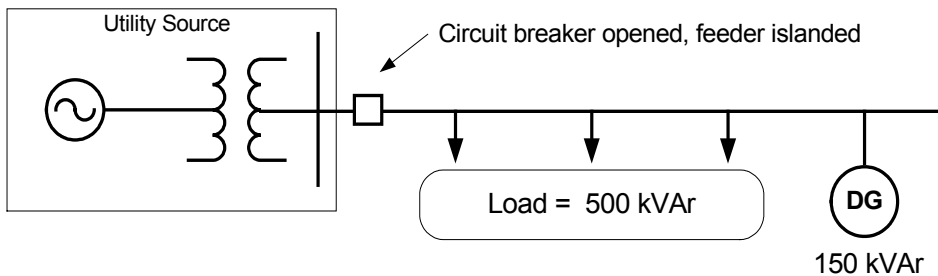 Utility Source
Circuit breaker opened, feeder islanded
Load = 500 kVAr
DG
150 kVAr